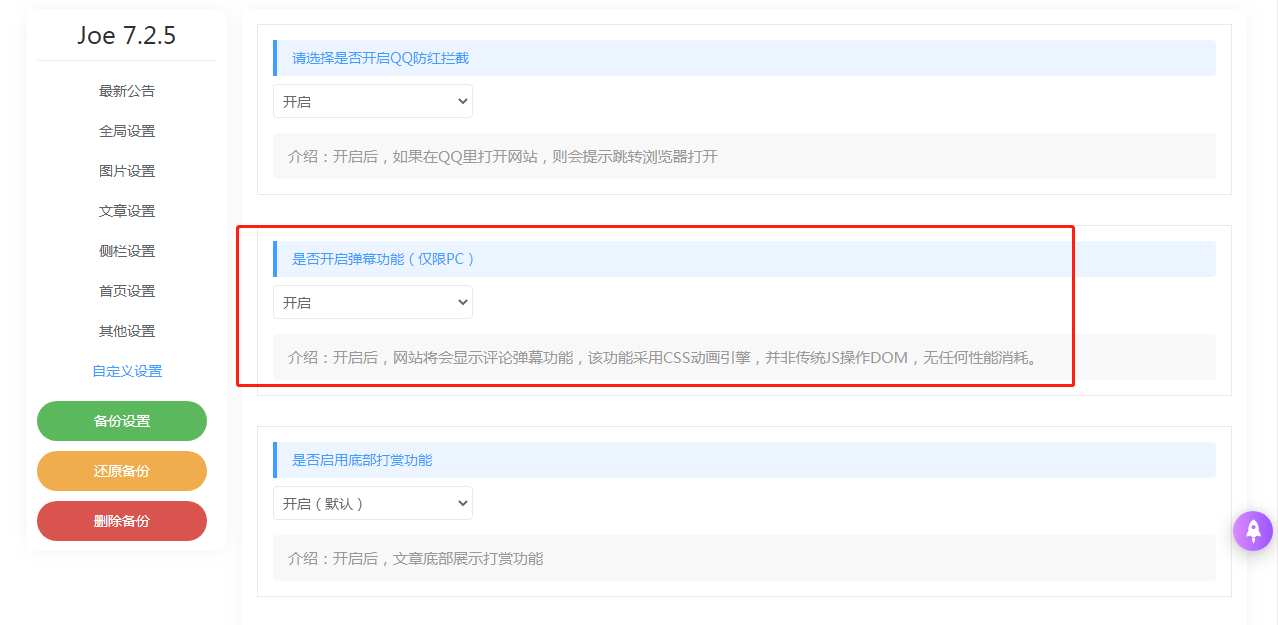 Joe 7.2.5
最新公告
全局设置
图片设置
文章设置
侧栏设置
首页设置
其他设置
自定义设置
备份设置
还原备份
删除备份
请选择是否开启QQ防红拦截
开启
介绍：开启后，如果在QQ里打开网站，则会提示跳转浏览器打开
是否开启弹幕功能（仅限PC）
开启
介绍：开启后，网站将会显示评论弹幕功能，该功能采用CSS动画引擎，并非传统JS操作DOM，无任何性能消耗。
是否启用底部打赏功能
开启（默认）
介绍：开启后，文章底部展示打赏功能